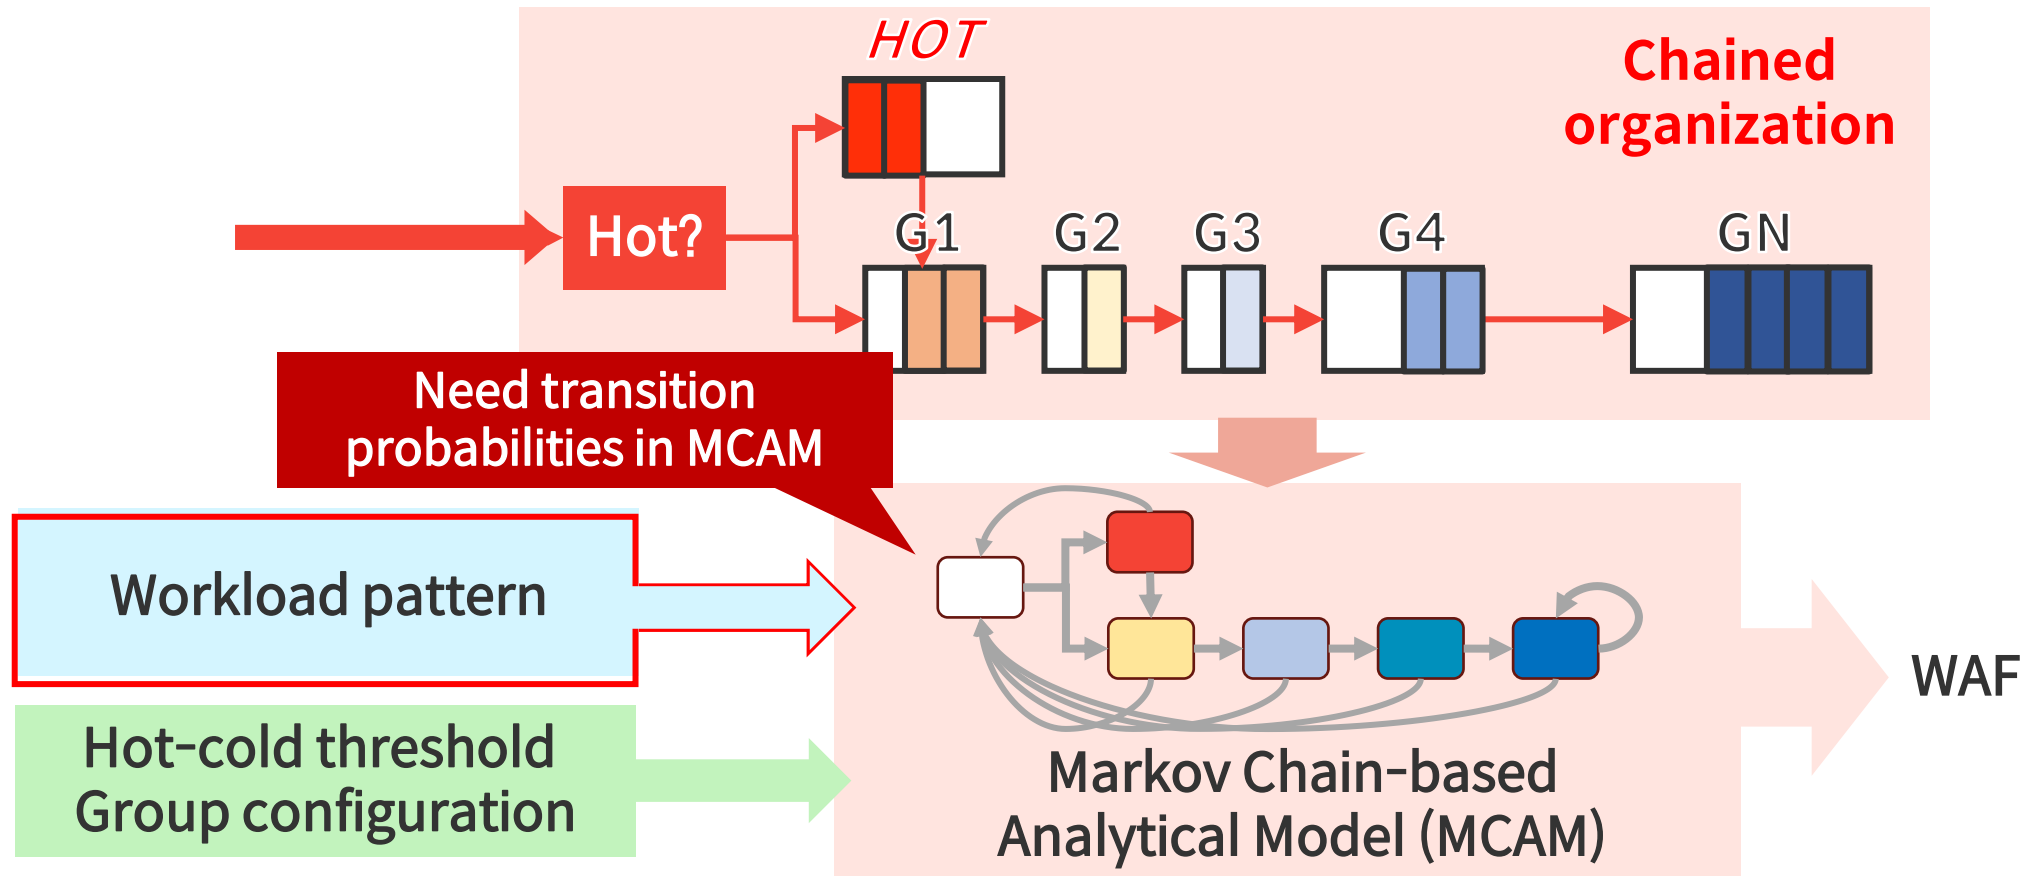 HOT
Chained
organization
Hot?
G1
G2
G3
G4
GN
Need transition
probabilities in MCAM
Workload pattern
Hot-cold threshold
Group configuration
Markov Chain-based
Analytical Model (MCAM)
WAF